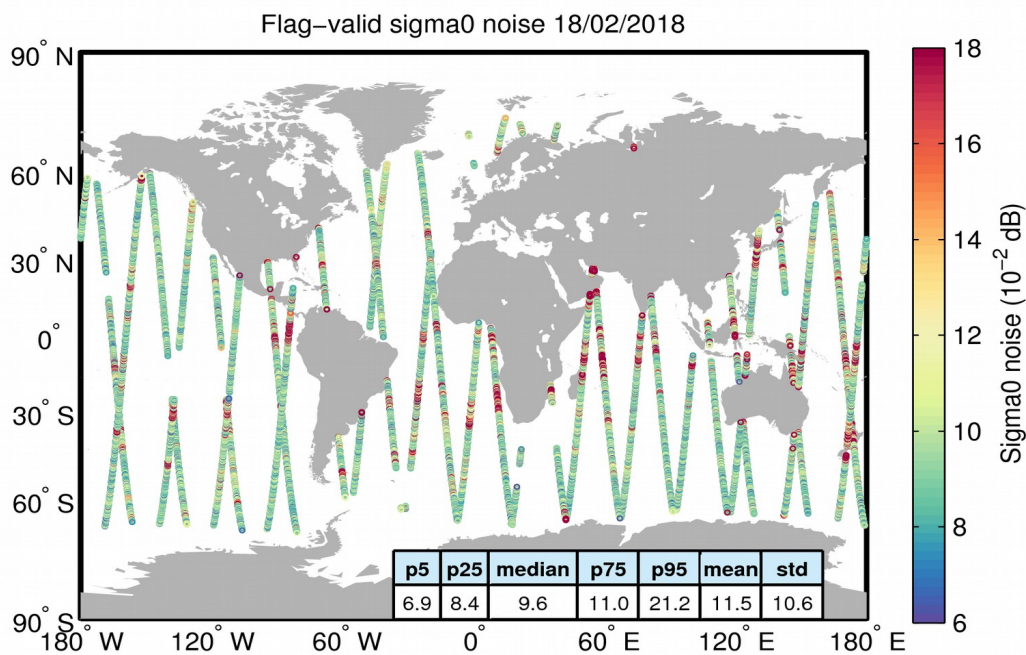 Flag−valid sigma0 noise 18/02/2018
90° N
60° N
30° N
0°
30° S
60° S
90° S
180° W
120° W
60° W
0°
60° E
120° E
180° E
p5 p25 median p75 p95 mean std
6.9 8.4 9.6 11.0 21.2 11.5 10.6
18
16
14
12
10
8
6
Sigma0 noise (10⁻² dB)